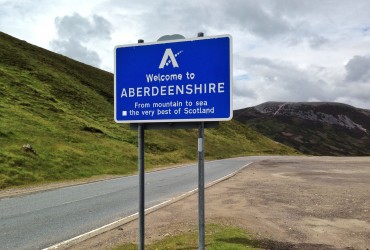 Welcome to
ABERDEENSHIRE
From mountain to sea
the very best of Scotland